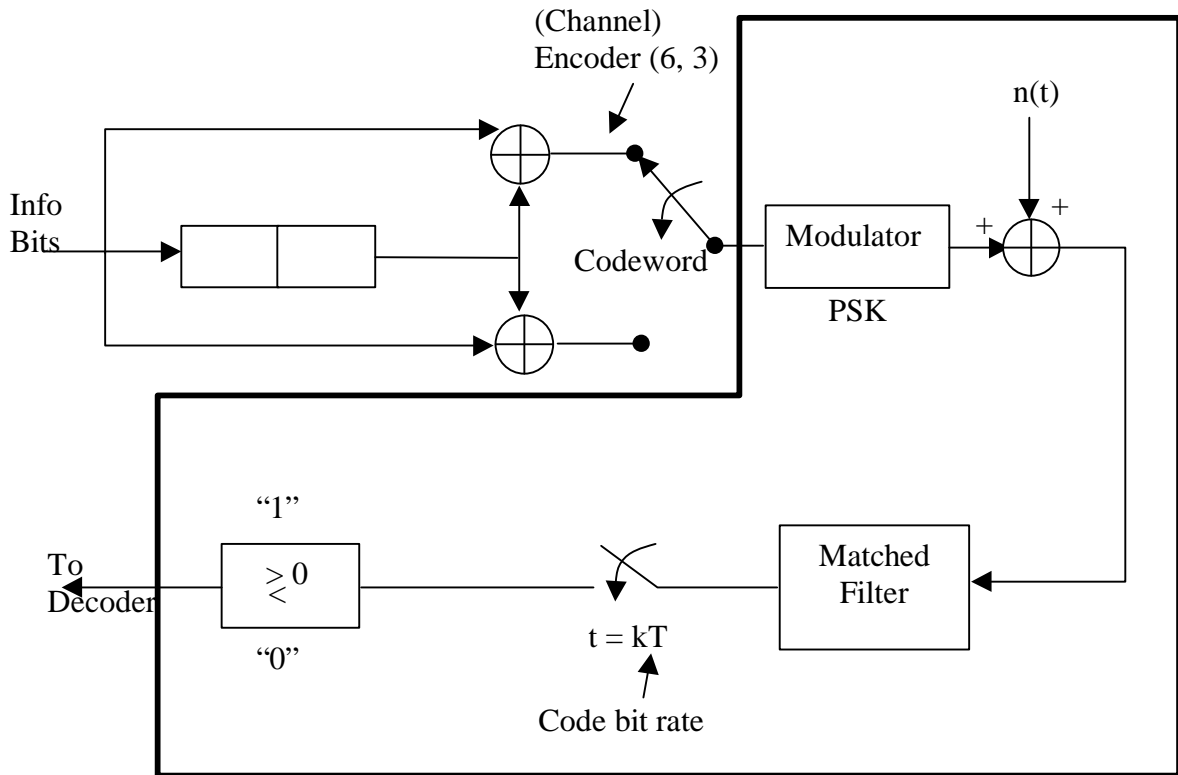 (Channel)
Encoder (6, 3)
n(t)
Info
Bits
Codeword
Modulator
+
+
PSK
“1”
To
Decoder
> 0
<
“0”
Matched
Filter
t = kT
Code bit rate